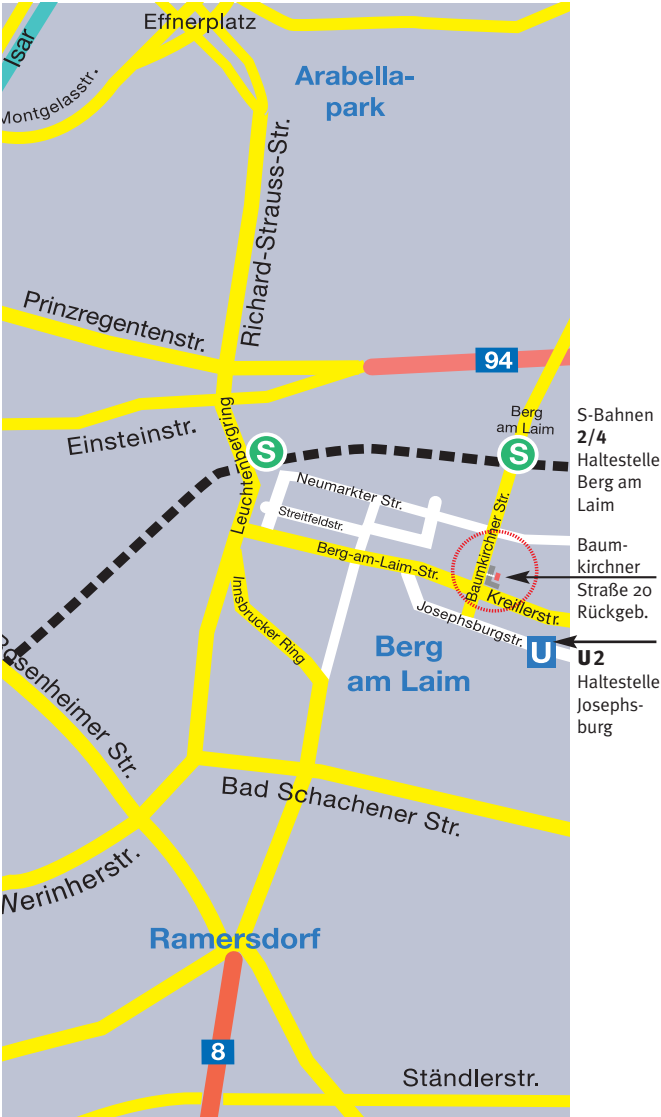 Effnerplatz
Isar
Montgelasstr.
Arabella-
park
Richard-Strauss-Str.
Prinzregentenstr.
94
Einsteinstr.
Leuchtenbergring
S
Berg
am Laim
S
S-Bahnen
2/4
Haltestelle
Berg am
Laim
Neumarkter Str.
Streitfeldstr.
Baumkirchner Str.
Berg-am-Laim-Str.
Kreillerstr.
Baum-
kirchner
Straße 20
Rückgeb.
Innsbrucker Ring
Josephsburgstr.
U
U2
Haltestelle
Josephs-
burg
Berg
am Laim
Rosenheimer Str.
Bad Schachener Str.
Werinherstr.
Ramersdorf
8
Ständlerstr.